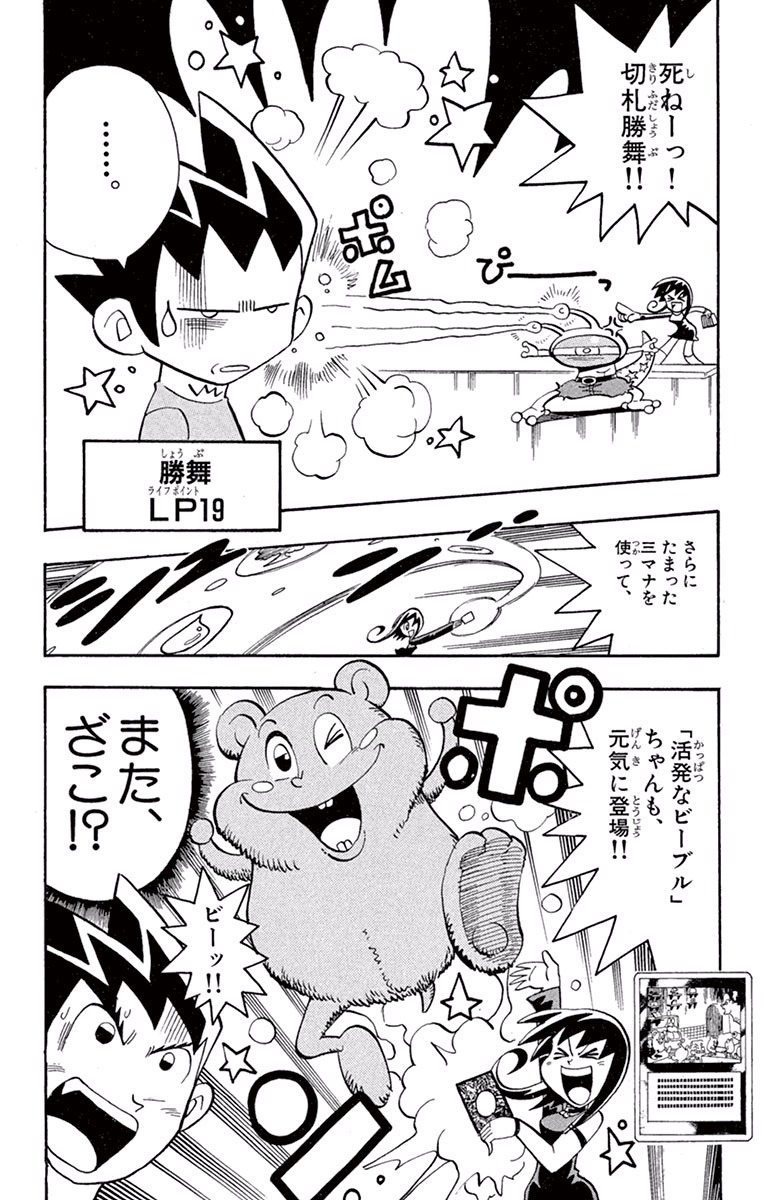 死ねーっ!
切札勝舞!!
ぴーーっ
ポム
……。
勝舞
LP19
さらに
たまった
三マナを
使って、
「活発なビーブル」
ちゃんも、
元気に登場!!
ポーン
ビーッ!!
また、
ざこ!?